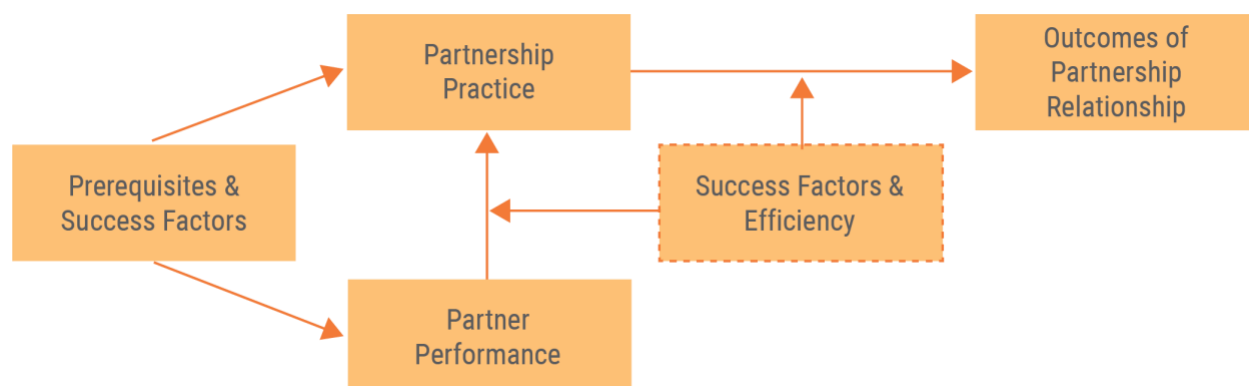 Partnership
Practice
Outcomes of
Partnership
Relationship
Prerequisites &
Success Factors
Success Factors &
Efficiency
Partner
Performance